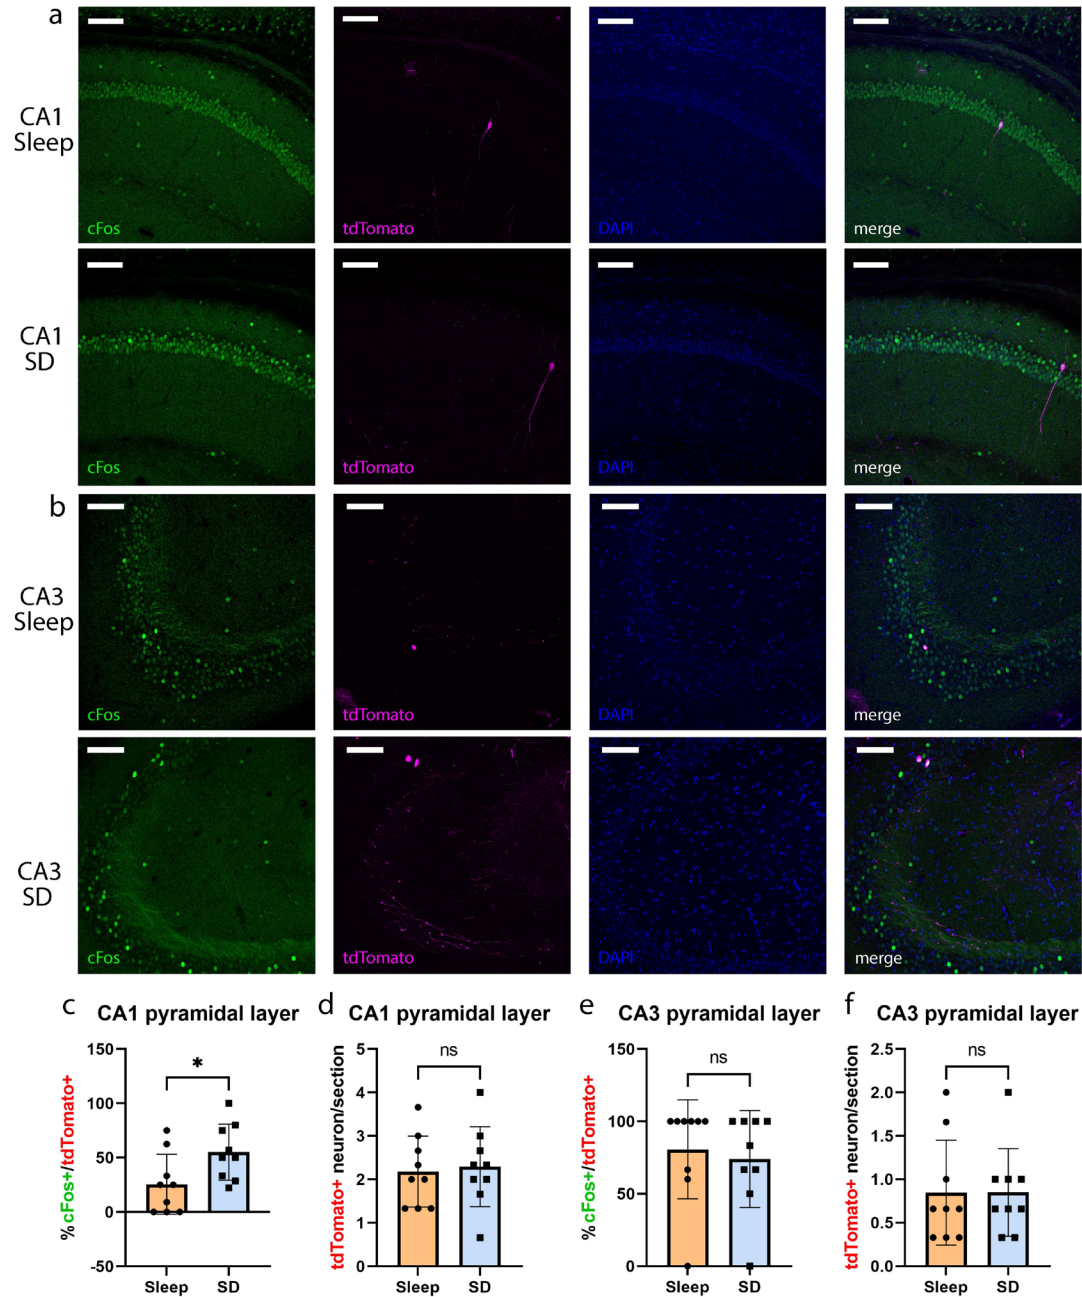 a
CA1
Sleep
cFos
tdTomato
DAPI
merge
CA1
SD
cFos
tdTomato
DAPI
merge
b
CA3
Sleep
cFos
tdTomato
DAPI
merge
CA3
SD
cFos
tdTomato
DAPI
merge
c
CA1 pyramidal layer
%cFos+/tdTomato+
150
100
50
0
-50
*
Sleep
SD
d
CA1 pyramidal layer
tdTomato+ neuron/section
5
4
3
2
1
0
ns
Sleep
SD
e
CA3 pyramidal layer
%cFos+/tdTomato+
150
100
50
0
ns
Sleep
SD
f
CA3 pyramidal layer
tdTomato+ neuron/section
2.5
2.0
1.5
1.0
0.5
0.0
ns
Sleep
SD